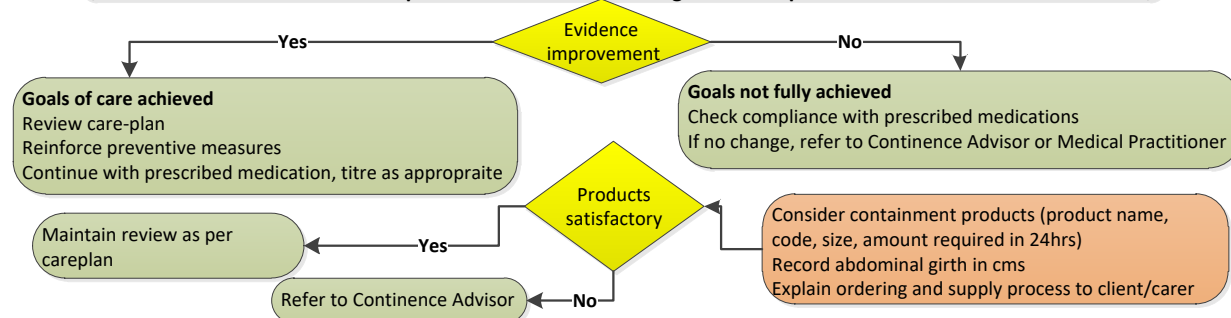 Evidence
improvement
Yes
No
Goals of care achieved
Review care-plan
Reinforce preventive measures
Continue with prescribed medication, titre as appropraite
Goals not fully achieved
Check compliance with prescribed medications
If no change, refer to Continence Advisor or Medical Practitioner
Products
satisfactory
Consider containment products (product name,
code, size, amount required in 24hrs)
Record abdominal girth in cms
Explain ordering and supply process to client/carer
Yes
Maintain review as per
careplan
No
Refer to Continence Advisor